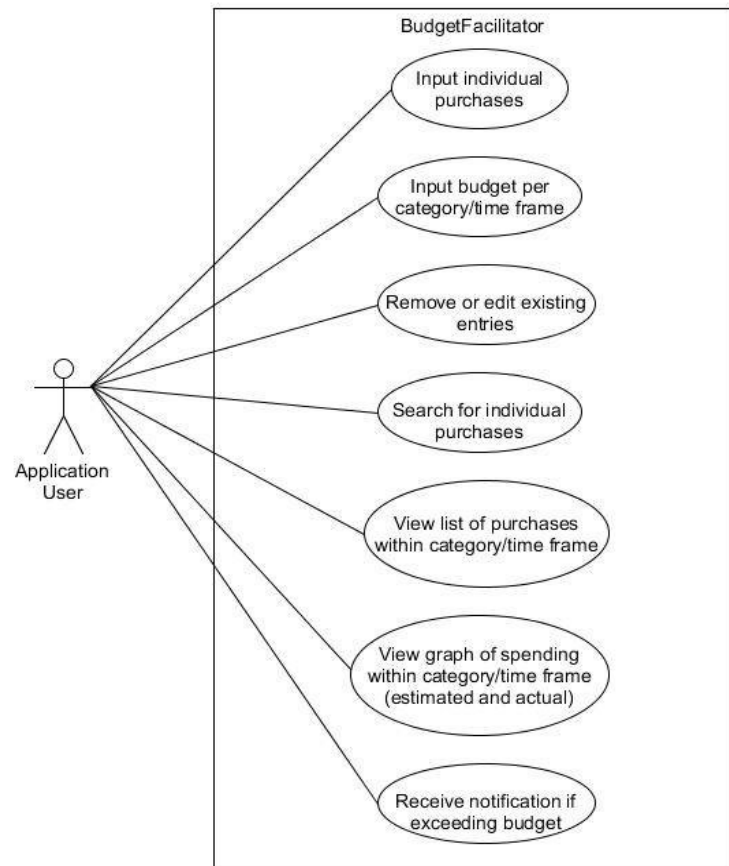 BudgetFacilitator
Input individual
purchases
Input budget per
category/time frame
Remove or edit existing
entries
Search for individual
purchases
Application
User
View list of purchases
within category/time frame
View graph of spending
within category/time frame
(estimated and actual)
Receive notification if
exceeding budget